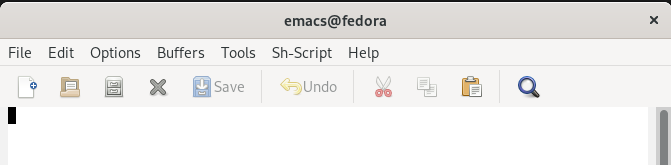 emacs@fedora
File Edit Options Buffers Tools Sh-Script Help
Save Undo